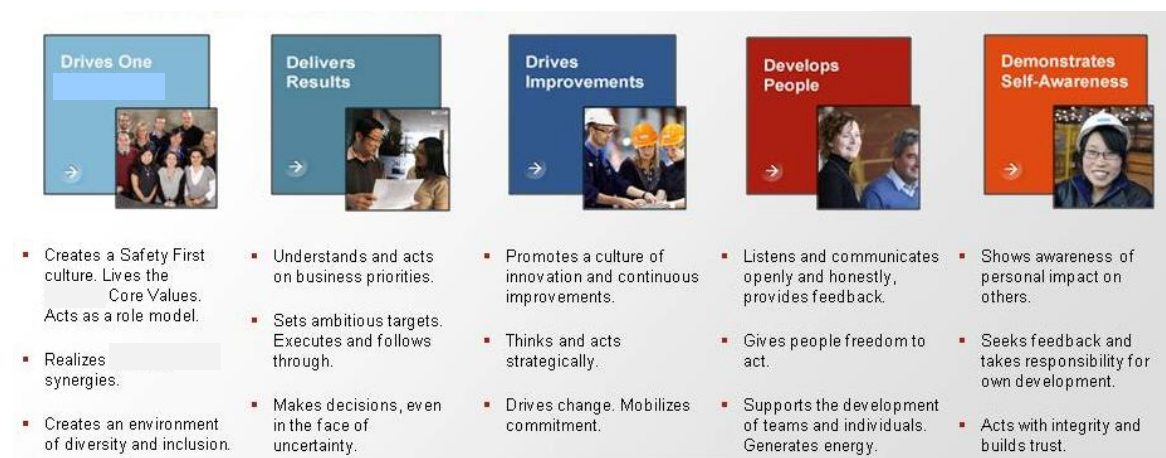 Drives One
Delivers
Results
Drives
Improvements
Develops
People
Demonstrates
Self-Awareness
Creates a Safety First
culture. Lives the
Core Values.
Acts as a role model.
Realizes
synergies.
Creates an environment
of diversity and inclusion.
Understands and acts
on business priorities.
Sets ambitious targets.
Executes and follows
through.
Makes decisions, even
in the face of
uncertainty.
Promotes a culture of
innovation and continuous
improvements.
Thinks and acts
strategically.
Drives change. Mobilizes
commitment.
Listens and communicates
openly and honestly,
provides feedback.
Gives people freedom to
act.
Supports the development
of teams and individuals.
Generates energy.
Shows awareness of
personal impact on
others.
Seeks feedback and
takes responsibility for
own development.
Acts with integrity and
builds trust.